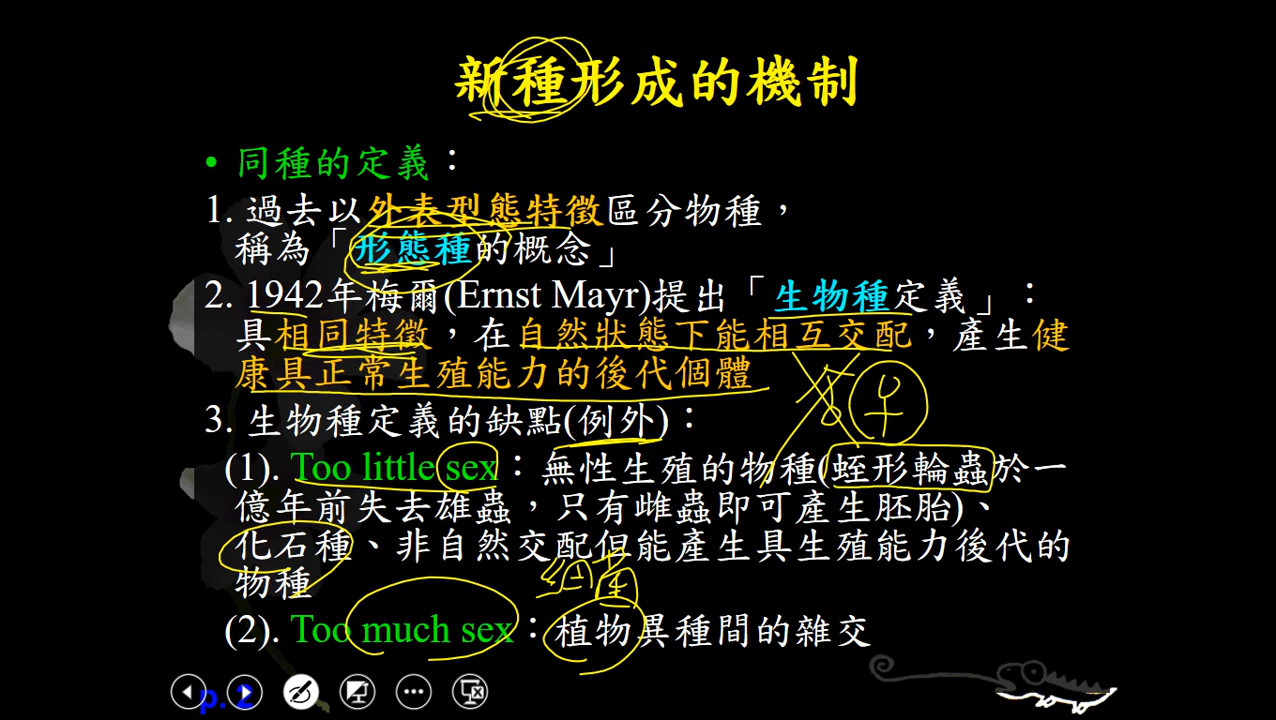 新種形成的機制
• 同種的定義：
1. 過去以外表型態特徵區分物種，
稱為「形態種的概念」
2. 1942年梅爾(Ernst Mayr)提出「生物種定義」：
具相同特徵，在自然狀態下能相互交配，產生健
康具正常生殖能力的後代個體
3. 生物種定義的缺點(例外)：
(1). Too little sex：無性生殖的物種(蛭形輪蟲於一
億年前失去雄蟲，只有雌蟲即可產生胚胎)、
化石種、非自然交配但能產生具生殖能力後代的
物種
細菌
(2). Too much sex：植物異種間的雜交
p. 2